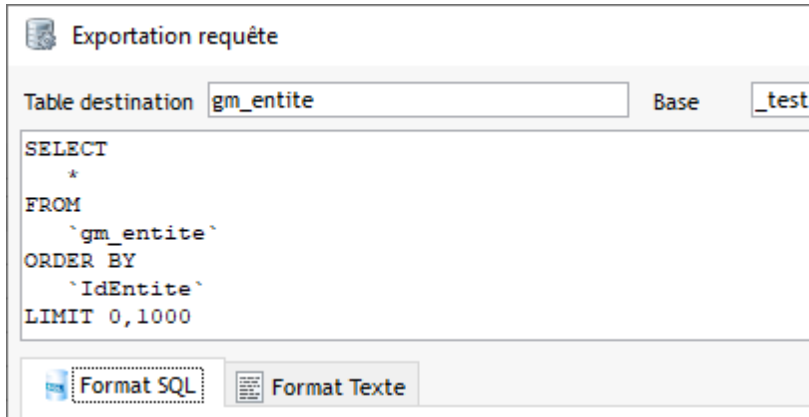 Exportation requête
Table destination gm_entite Base _test
SELECT
*
FROM
`gm_entite`
ORDER BY
`IdEntite`
LIMIT 0,1000
Format SQL Format Texte